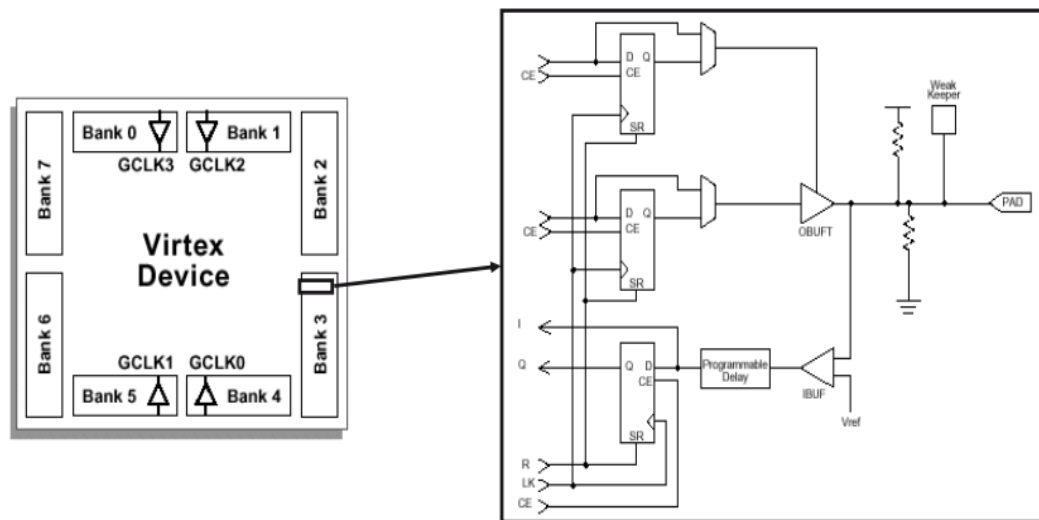 Bank 0
Bank 1
GCLK3
GCLK2
Bank 7
Bank 2
Virtex
Device
Bank 6
Bank 3
GCLK1
GCLK0
Bank 5
Bank 4
D
Q
CE
CE
SR
Weak
Keeper
D
Q
CE
CE
SR
OBUFT
PAD
I
Q
Q
D
CE
SR
Programmable
Delay
IBUF
Vref
R
LK
CE